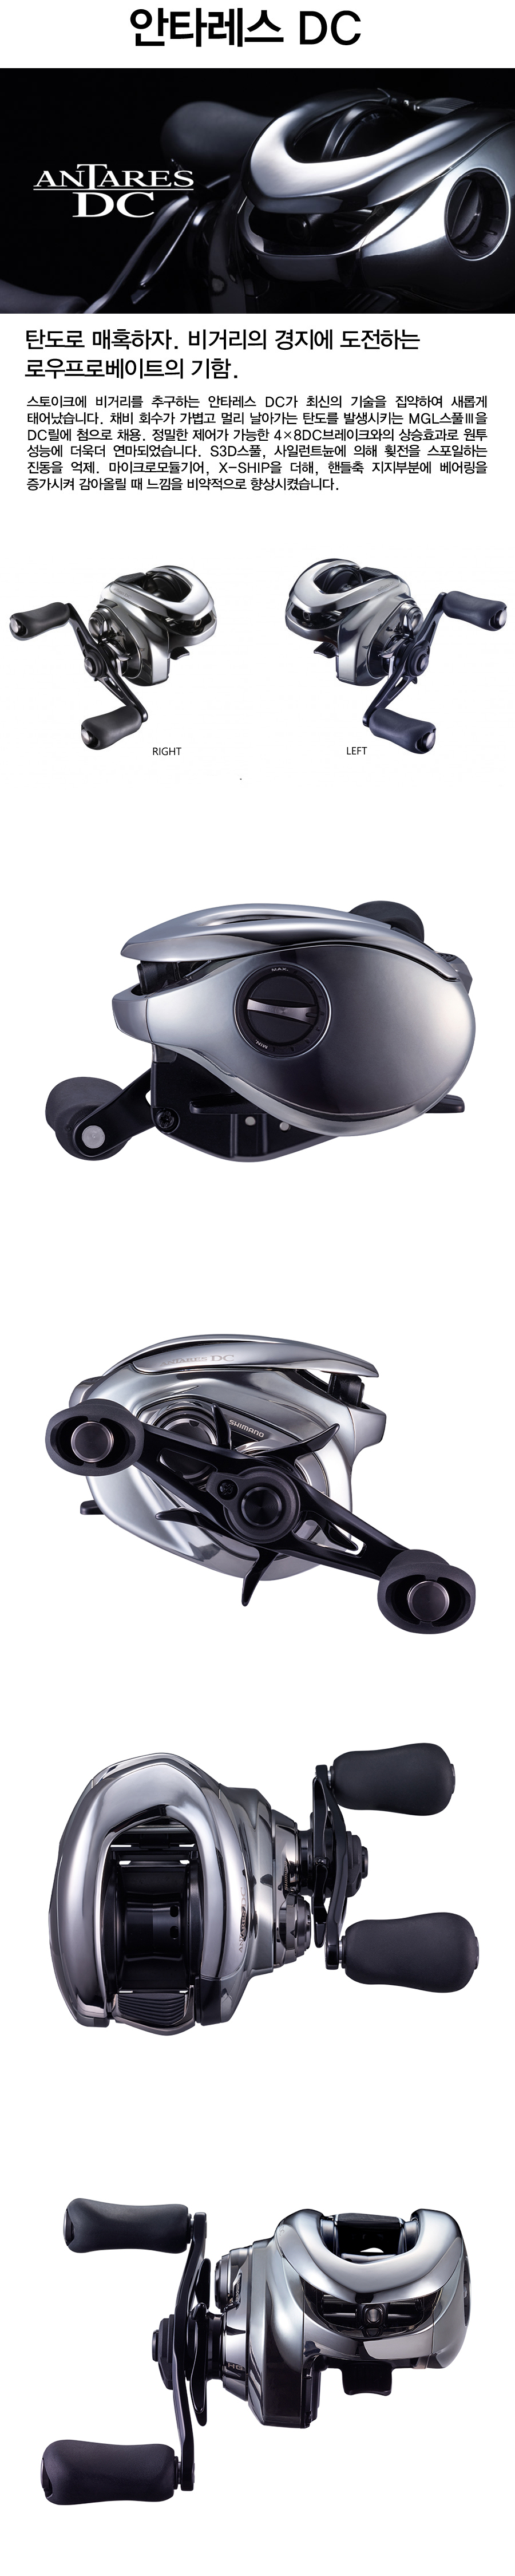 안타레스 DC
ANTARES
DC
탄도로 매혹하자. 비거리의 경지에 도전하는
로우프로베이트의 기함.
스토이크에 비거리를 추구하는 안타레스 DC가 최신의 기술을 집약하여 새롭게
태어났습니다. 채비 회수가 가볍고 멀리 날아가는 탄도를 발생시키는 MGL스풀Ⅲ을
DC릴에 첨으로 채용. 정밀한 제어가 가능한 4×8DC브레이크와의 상승효과로 원투
성능에 더욱더 연마되었습니다. S3D스풀, 사일런트튠에 의해 횢전을 스포일하는
진동을 억제. 마이크로모듈기어, X-SHIP을 더해, 핸들축 지지부분에 베어링을
증가시켜 감아올릴 때 느낌을 비약적으로 향상시켰습니다.
RIGHT
LEFT
MAX.
MIN.
ANTARES DC
SHIMANO
ANTARES DC